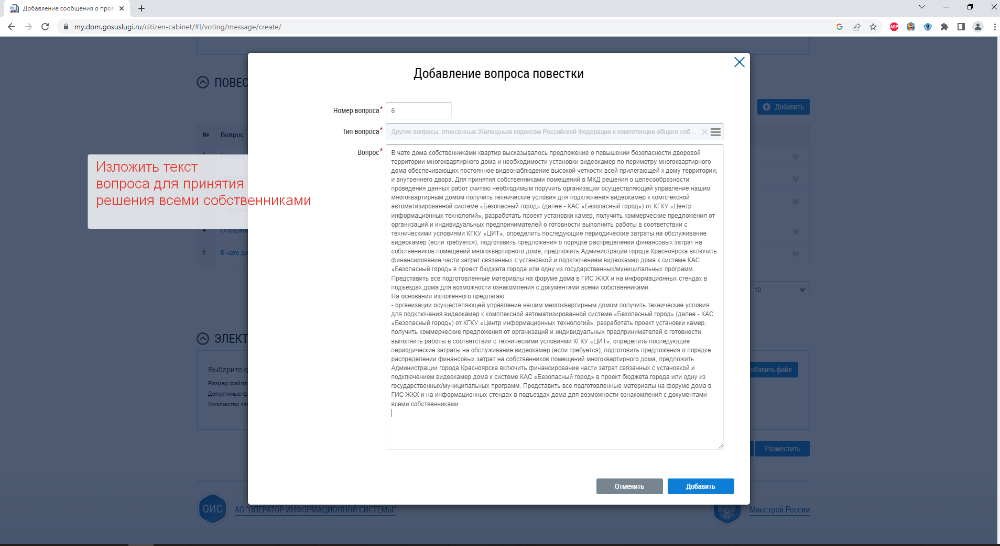 Добавление сообщения о пров
my.dom.gosuslugi.ru/citizen-cabinet/#!/voting/message/create/
ABP
ПОВЕС
Добавить
№ Вопрос
Изложить текст
вопроса для принятия
решения всеми собственниками
4 Определе
5 В чате до
10
ЭЛЕКТ
Выберите ф
Размер файла
Допустимые ф
Количество заг
обавить файл
Разместить
ОИС АО "ОПЕРАТОР ИНФОРМАЦИОННОЙ СИСТЕМЫ"
Минстрой России
Добавление вопроса повестки
Номер вопроса* 6
Тип вопроса* Другие вопросы, отнесенные Жилищным кодексом Российской Федерации к компетенции общего соб...
Вопрос* В чате дома собственниками квартир высказывалось предложение о повышении безопасности дворовой
территории многоквартирного дома и необходимости установки видеокамер по периметру многоквартирного
дома обеспечивающих постоянное видеонаблюдение высокой четкости всей прилегающей к дому территории,
и внутреннего двора. Для принятия собственниками помещений в МКД решения о целесообразности
проведения данных работ считаю необходимым поручить организации осуществляющей управление нашим
многоквартирным домом получить технические условия для подключения видеокамер к комплексной
автоматизированной системе «Безопасный город» (далее - КАС «Безопасный город») от КГКУ «Центр
информационных технологий», разработать проект установки камер, получить коммерческие предложения от
организаций и индивидуальных предпринимателей о готовности выполнить работы в соответствии с
техническими условиями КГКУ «ЦИТ», определить последующие периодические затраты на обслуживание
видеокамер (если требуется), подготовить предложения о порядке распределении финансовых затрат на
собственников помещений многоквартирного дома, предложить Администрации города Красноярска включить
финансирование части затрат связанных с установкой и подключением видеокамер дома к системе КАС
«Безопасный город» в проект бюджета города или одну из государственных/муниципальных программ.
Представить все подготовленные материалы на форуме дома в ГИС ЖКХ и на информационных стендах в
подъездах дома для возможности ознакомления с документами всеми собственниками.
На основании изложенного предлагаю:
- организации осуществляющей управление нашим многоквартирным домом получить технические условия
для подключения видеокамер к комплексной автоматизированной системе «Безопасный город» (далее - КАС
«Безопасный город») от КГКУ «Центр информационных технологий», разработать проект установки камер,
получить коммерческие предложения от организаций и индивидуальных предпринимателей о готовности
выполнить работы в соответствии с техническими условиями КГКУ «ЦИТ», определить последующие
периодические затраты на обслуживание видеокамер (если требуется), подготовить предложения о порядке
распределении финансовых затрат на собственников помещений многоквартирного дома, предложить
Администрации города Красноярска включить финансирование части затрат связанных с установкой и
подключением видеокамер дома к системе КАС «Безопасный город» в проект бюджета города или одну из
государственных/муниципальных программ. Представить все подготовленные материалы на форуме дома в
ГИС ЖКХ и на информационных стендах в подъездах дома для возможности ознакомления с документами
всеми собственниками.
Отменить
Добавить